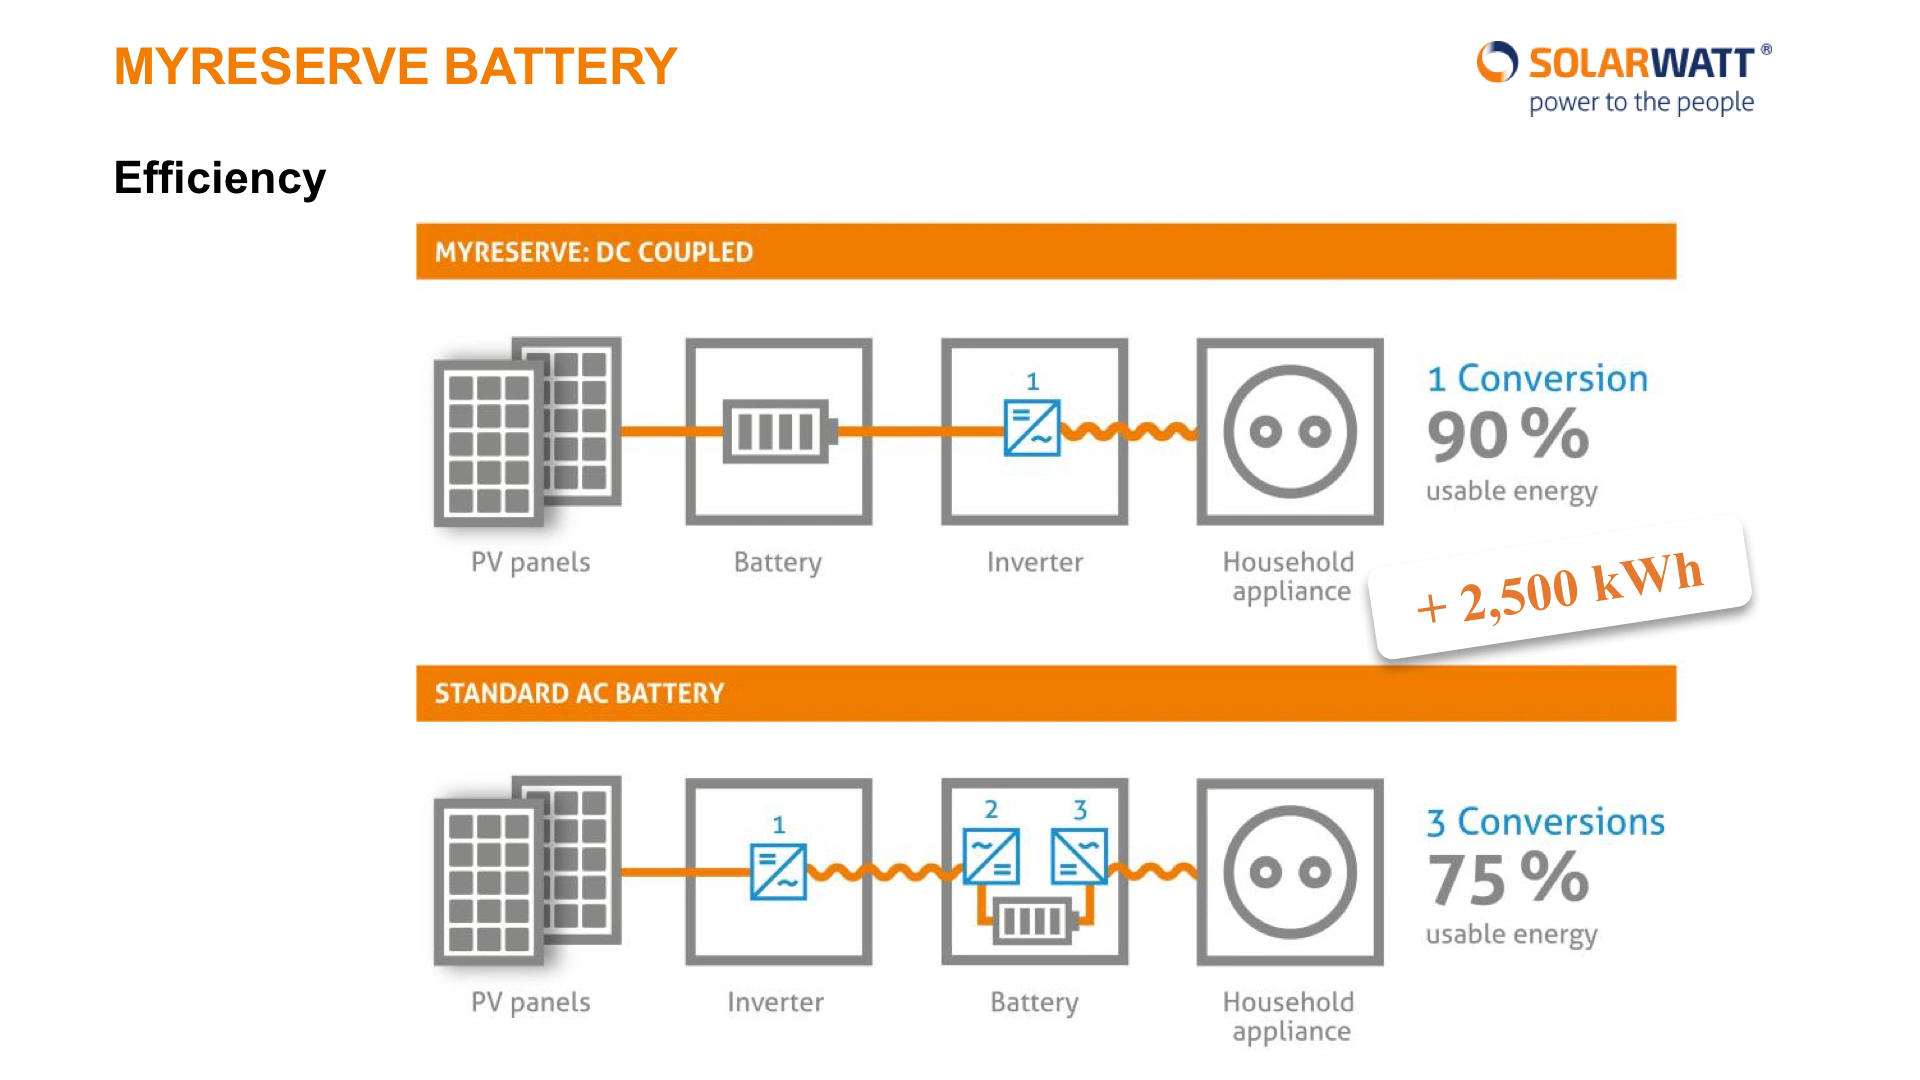 MYRESERVE BATTERY
SOLARWATT®
power to the people
Efficiency
MYRESERVE: DC COUPLED
1
1 Conversion
90 %
usable energy
PV panels
Battery
Inverter
Household
appliance
+ 2,500 kWh
STANDARD AC BATTERY
1
2
3
3 Conversions
75 %
usable energy
PV panels
Inverter
Battery
Household
appliance